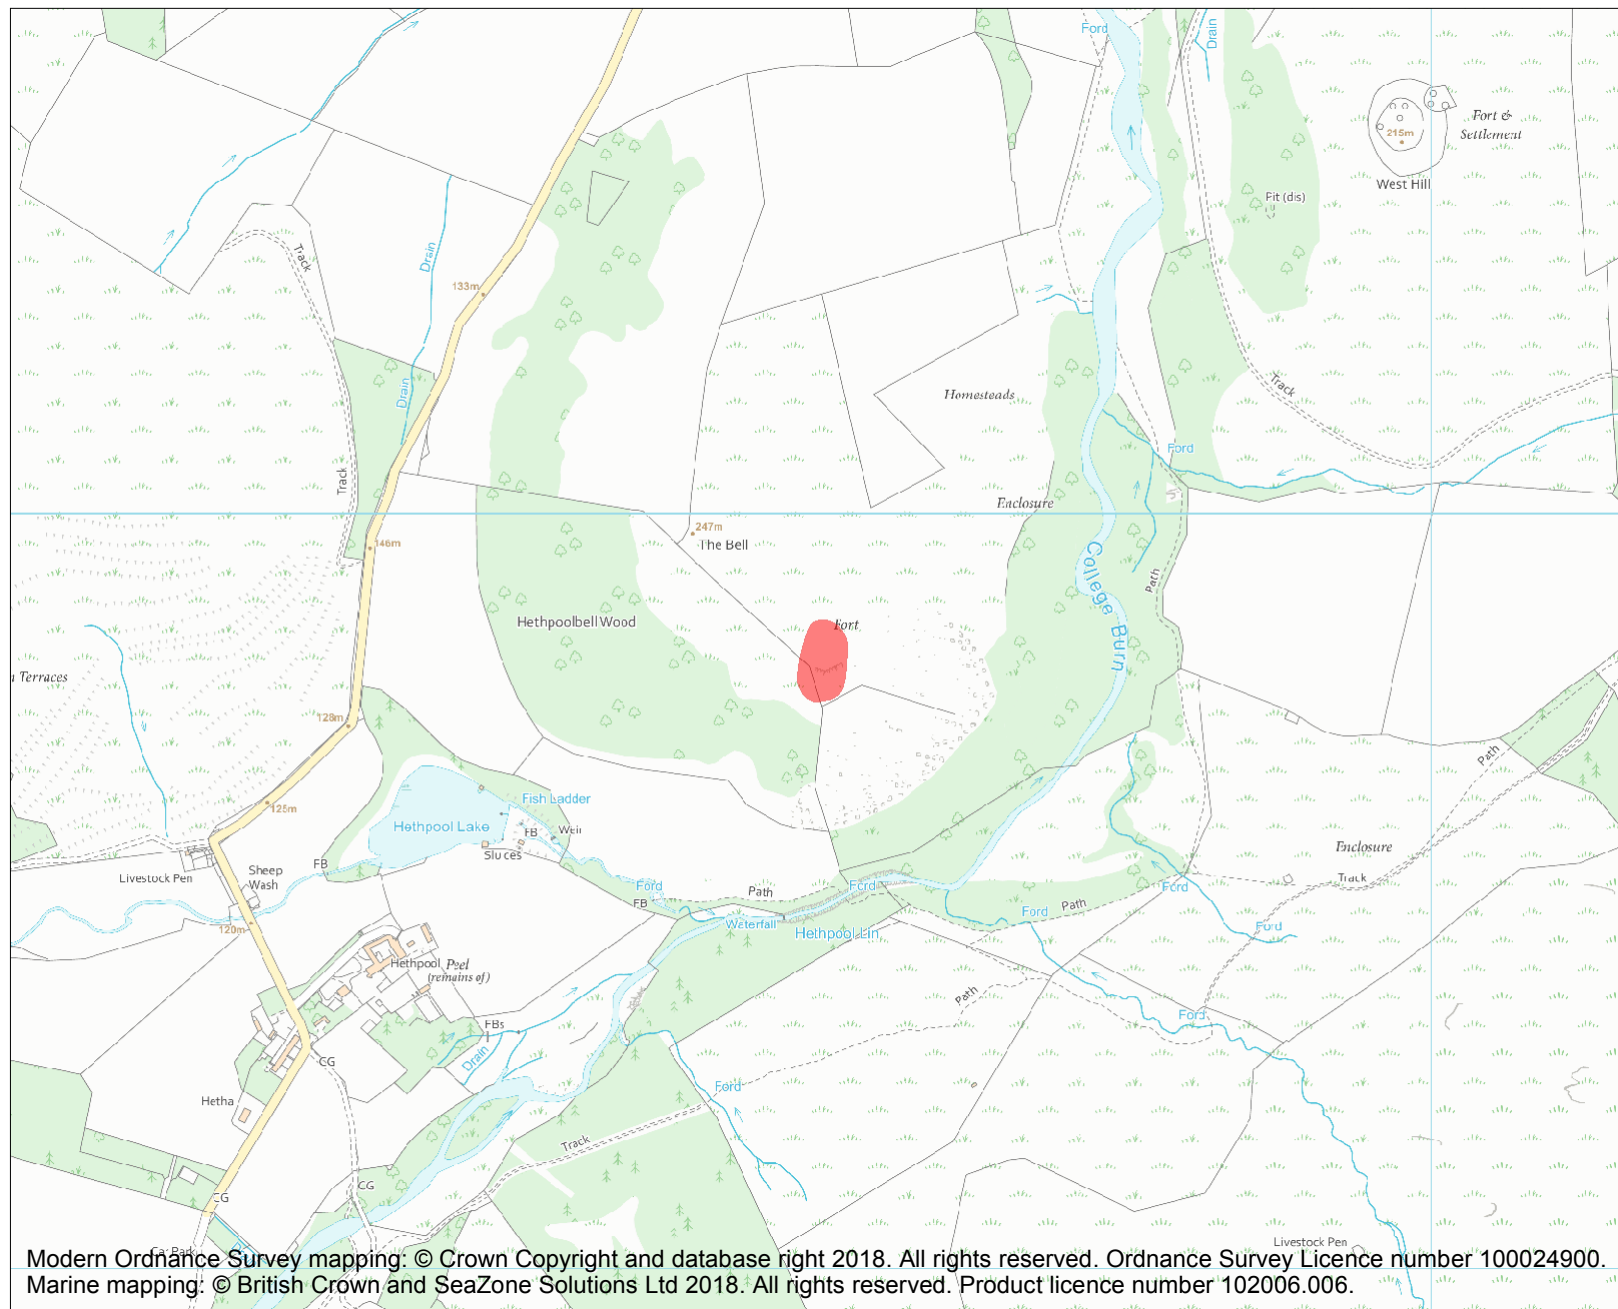 Ford
Drain
Fort &
Settlement
215m
West Hill
Pit (dis)
Track
Drain
133m
Homesteads
Track
Drain
Ford
Track
Enclosure
247m
The Bell
146m
College Burn
Path
Hethpoolbell Wood
Fort
Terraces
128m
Path
125m
Fish Ladder
Hethpool Lake
FB
Weir
Sluces
Enclosure
FB
Sheep
Wash
Livestock Pen
Track
Ford
Path
Ford
Ford
FB
Path
Ford
Waterfall
Hethpool Lin
Ford
120m
Hethpool
Peel
(remains of)
Path
Ford
FBs
Drain
CG
Ford
Hetha
Track
CG
CG
Car Park
Livestock Pen
Modern Ordnance Survey mapping: © Crown Copyright and database right 2018. All rights reserved. Ordnance Survey Licence number 100024900.
Marine mapping: © British Crown and SeaZone Solutions Ltd 2018. All rights reserved. Product licence number 102006.006.